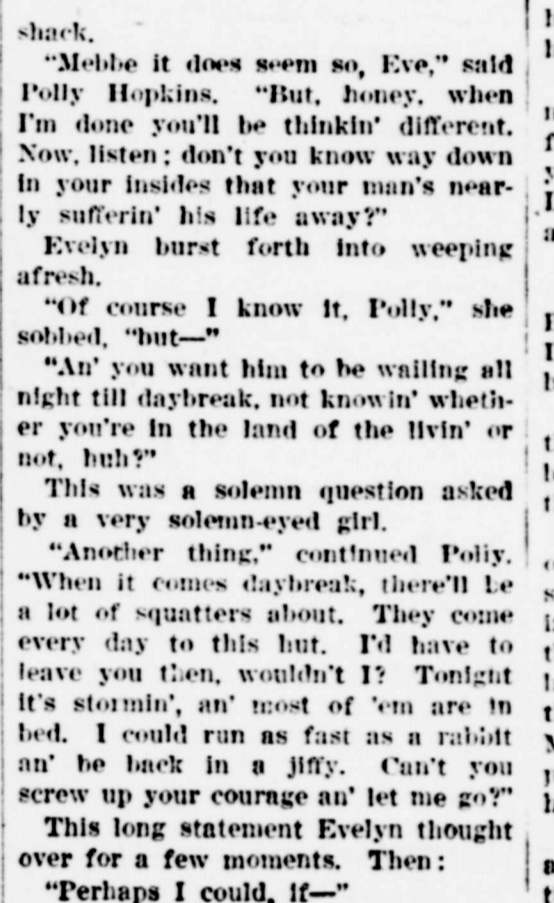 shack.
"Mebbe it does seem so, Eve," said
Polly Hopkins. "But, honey, when
I'm done you'll be thinkin' different.
Now, listen; don't you know way down
in your insides that your man's near-
ly sufferin' his life away?"
Evelyn burst forth into weeping
afresh.
"Of course I know it, Polly," she
sobbed, "but—"
"An' you want him to be wailing all
night till daybreak, not knowin' wheth-
er you're in the land of the livin' or
not, huh?"
This was a solemn question asked
by a very solemn-eyed girl.
"Another thing," continued Polly.
"When it comes daybreak, there'll be
a lot of squatters about. They come
every day to this hut. I'd have to
leave you then, wouldn't I? Tonight
it's stormin', an' most of 'em are in
bed. I could run as fast as a rabbit
an' be back in a jiffy. Can't you
screw up your courage an' let me go?"
This long statement Evelyn thought
over for a few moments. Then:
"Perhaps I could, if—"